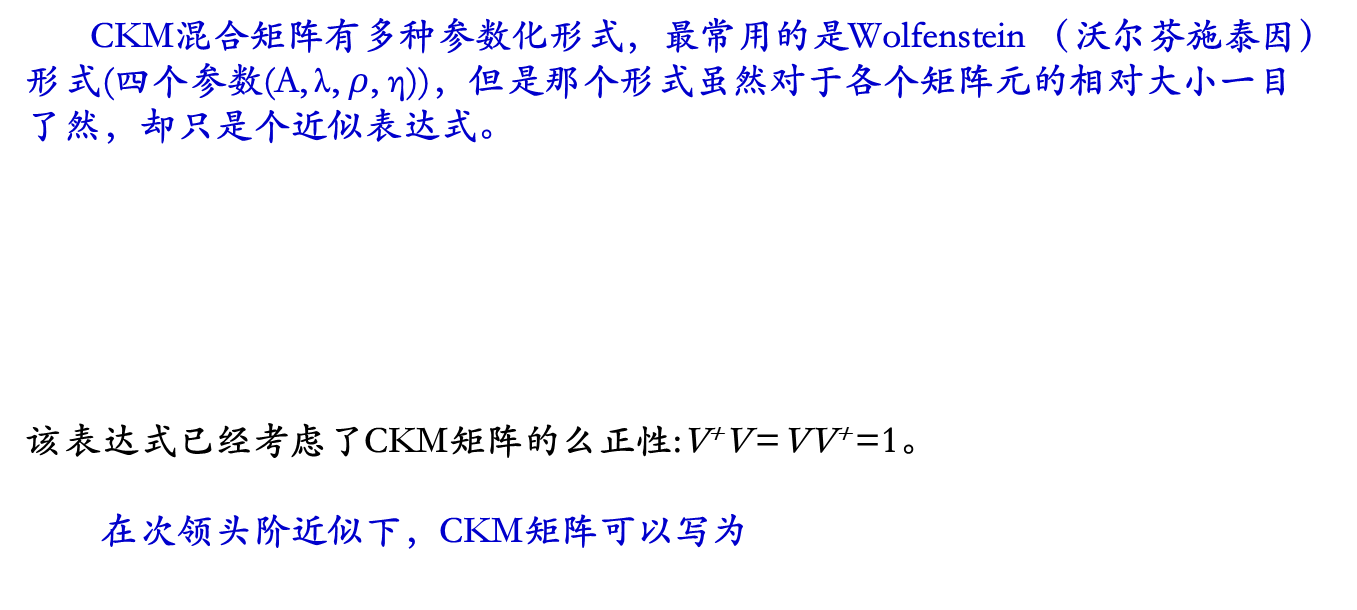 CKM混合矩阵有多种参数化形式，最常用的是Wolfenstein（沃尔芬施泰因）
形式(四个参数(A, λ, ρ, η))，但是那个形式虽然对于各个矩阵元的相对大小一目
了然，却只是个近似表达式。
该表达式已经考虑了CKM矩阵的么正性:V⁺V= VV⁺=1。
在次领头阶近似下，CKM矩阵可以写为